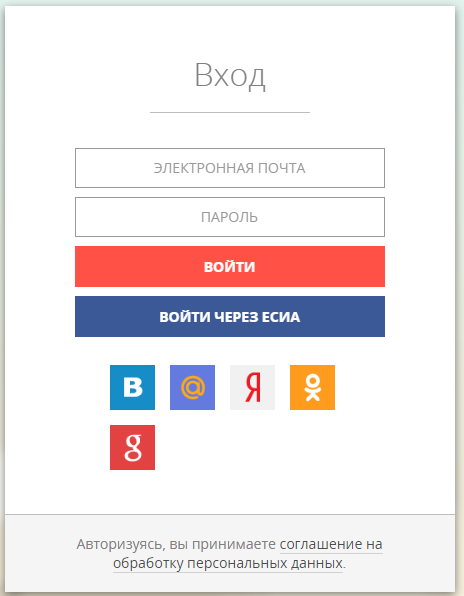 Вход
ЭЛЕКТРОННАЯ ПОЧТА
ПАРОЛЬ
ВОЙТИ
ВОЙТИ ЧЕРЕЗ ЕСИА
В @ Я
g
Авторизуясь, вы принимаете соглашение на
обработку персональных данных.